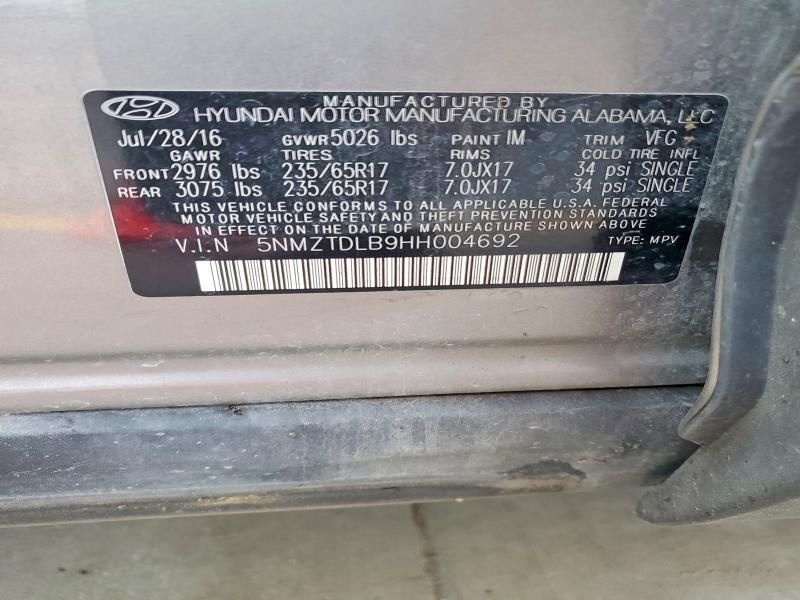 MANUFACTURED BY
HYUNDAI MOTOR MANUFACTURING ALABAMA, LLC
Jul/28/16 GVWR 5026 lbs PAINT IM TRIM VFG
GAWR TIRES RIMS COLD TIRE INFL
FRONT 2976 lbs 235/65R17 7.0JX17 34 psi SINGLE
REAR 3075 lbs 235/65R17 7.0JX17 34 psi SINGLE
THIS VEHICLE CONFORMS TO ALL APPLICABLE U.S.A. FEDERAL
MOTOR VEHICLE SAFETY AND THEFT PREVENTION STANDARDS
IN EFFECT ON THE DATE OF MANUFACTURE SHOWN ABOVE
V.I.N 5NMZTDLB9HH004692 TYPE: MPV